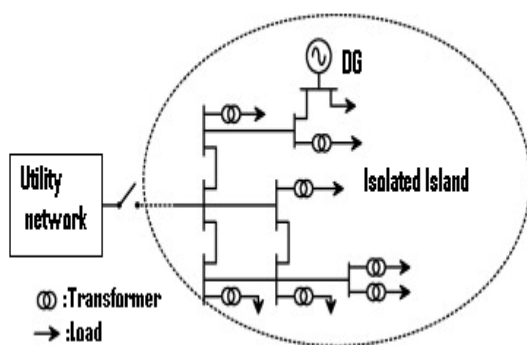 DG
Isolated Island
Utility
network
:Transformer
:Load